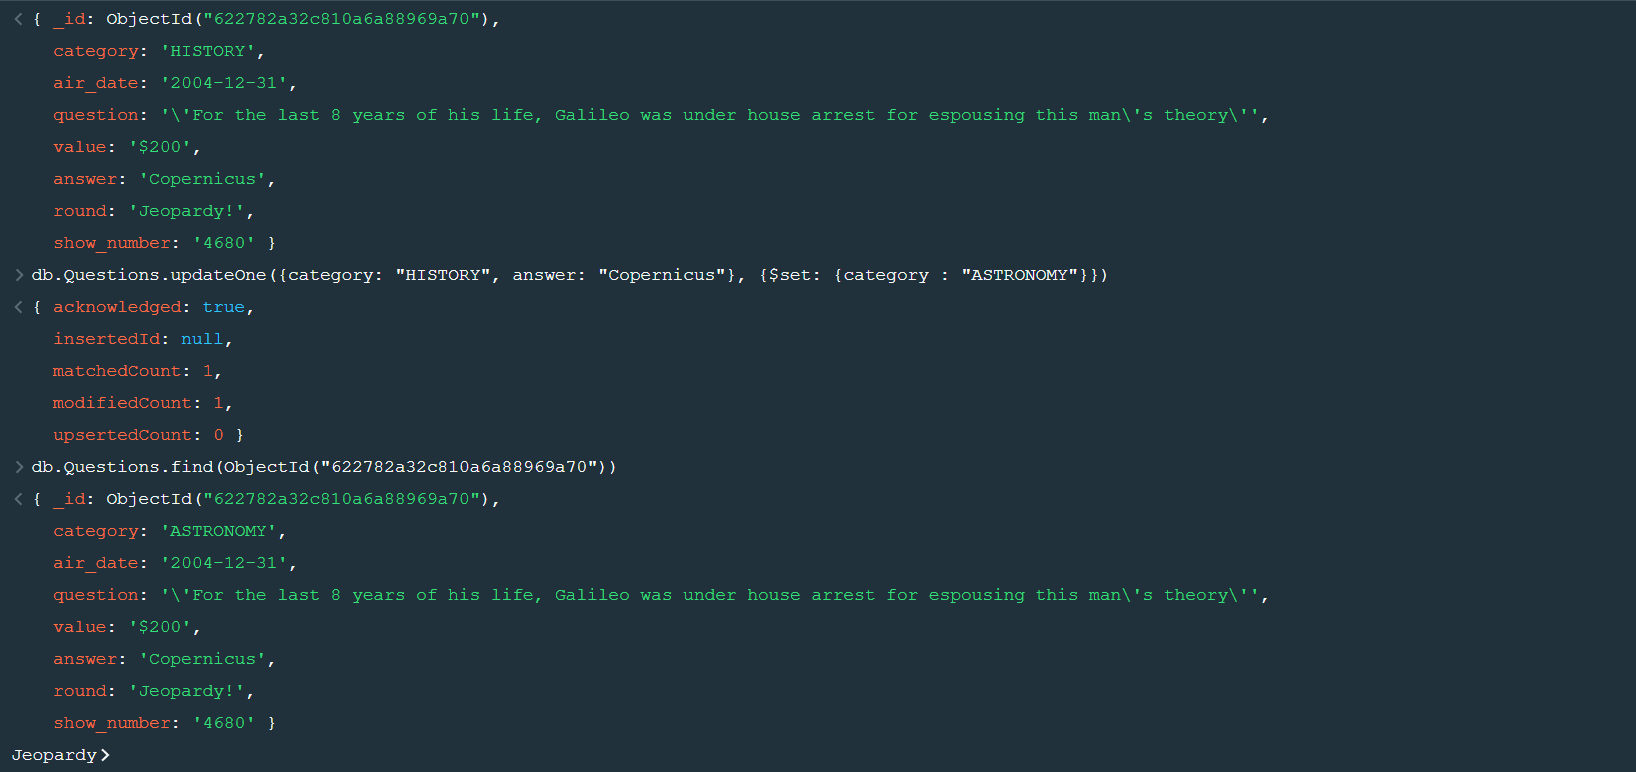 < { _id: ObjectId("622782a32c810a6a88969a70"),
category: 'HISTORY',
air_date: '2004-12-31',
question: '\'For the last 8 years of his life, Galileo was under house arrest for espousing this man\'s theory\'',
value: '$200',
answer: 'Copernicus',
round: 'Jeopardy!',
show_number: '4680' }
> db.Questions.updateOne({category: "HISTORY", answer: "Copernicus"}, {$set: {category : "ASTRONOMY"}})
< { acknowledged: true,
insertedId: null,
matchedCount: 1,
modifiedCount: 1,
upsertedCount: 0 }
> db.Questions.find(ObjectId("622782a32c810a6a88969a70"))
< { _id: ObjectId("622782a32c810a6a88969a70"),
category: 'ASTRONOMY',
air_date: '2004-12-31',
question: '\'For the last 8 years of his life, Galileo was under house arrest for espousing this man\'s theory\'',
value: '$200',
answer: 'Copernicus',
round: 'Jeopardy!',
show_number: '4680' }
Jeopardy>